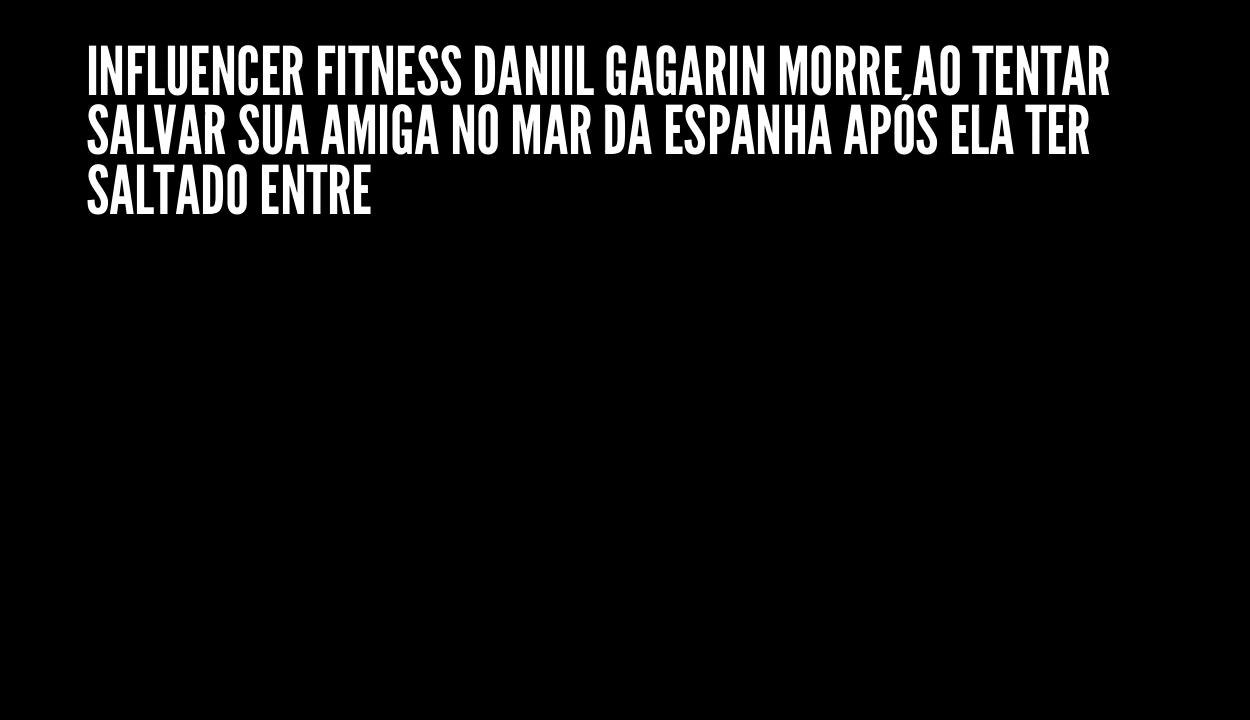 INFLUENCER FITNESS DANIIL GAGARIN MORRE AO TENTAR
SALVAR SUA AMIGA NO MAR DA ESPANHA APÓS ELA TER
SALTADO ENTRE